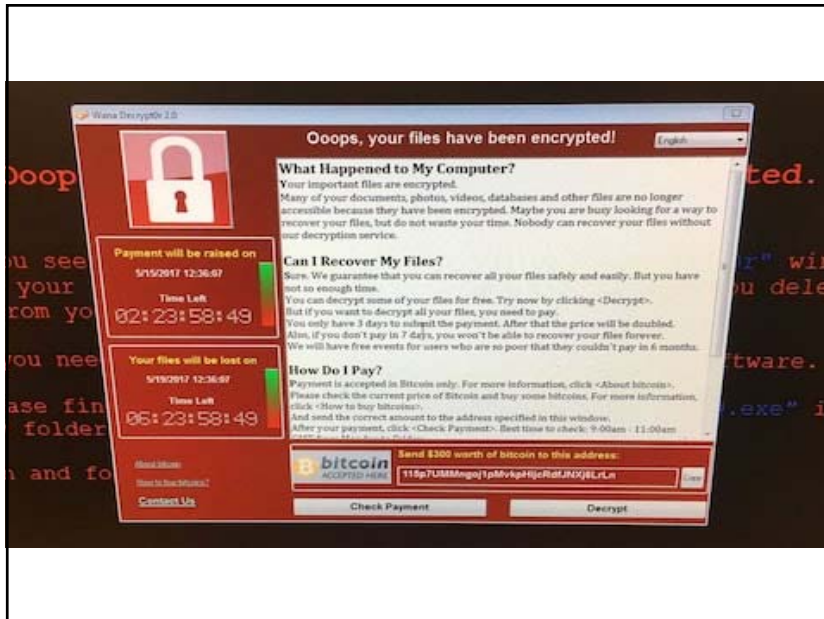 Wana Decrypt0r 2.0
Ooops, your files have been encrypted!
English
What Happened to My Computer?
Your important files are encrypted.
Many of your documents, photos, videos, databases and other files are no longer
accessible because they have been encrypted. Maybe you are busy looking for a way to
recover your files, but do not waste your time. Nobody can recover your files without
our decryption service.
Can I Recover My Files?
Sure. We guarantee that you can recover all your files safely and easily. But you have
not so enough time.
You can decrypt some of your files for free. Try now by clicking <Decrypt>.
But if you want to decrypt all your files, you need to pay.
You only have 3 days to submit the payment. After that the price will be doubled.
Also, if you don't pay in 7 days, you won't be able to recover your files forever.
We will have free events for users who are so poor that they couldn't pay in 6 months.
How Do I Pay?
Payment is accepted in Bitcoin only. For more information, click <About bitcoin>.
Please check the current price of Bitcoin and buy some bitcoins. For more information,
click <How to buy bitcoins>.
And send the correct amount to the address specified in this window.
After your payment, click <Check Payment>. Best time to check: 9:00am - 11:00am
Payment will be raised on
5/15/2017 12:36:07
Time Left
02:23:58:49
Your files will be lost on
5/19/2017 12:36:07
Time Left
06:23:58:49
About bitcoin
How to buy bitcoins?
Contact Us
bitcoin
ACCEPTED HERE
Send $300 worth of bitcoin to this address:
Copy
Check Payment
Decrypt
Ooop
ted.
ou see
wi
your
u dele
rom yo
ou nee
tware.
ase fin
.exe" i
folder
n and fo